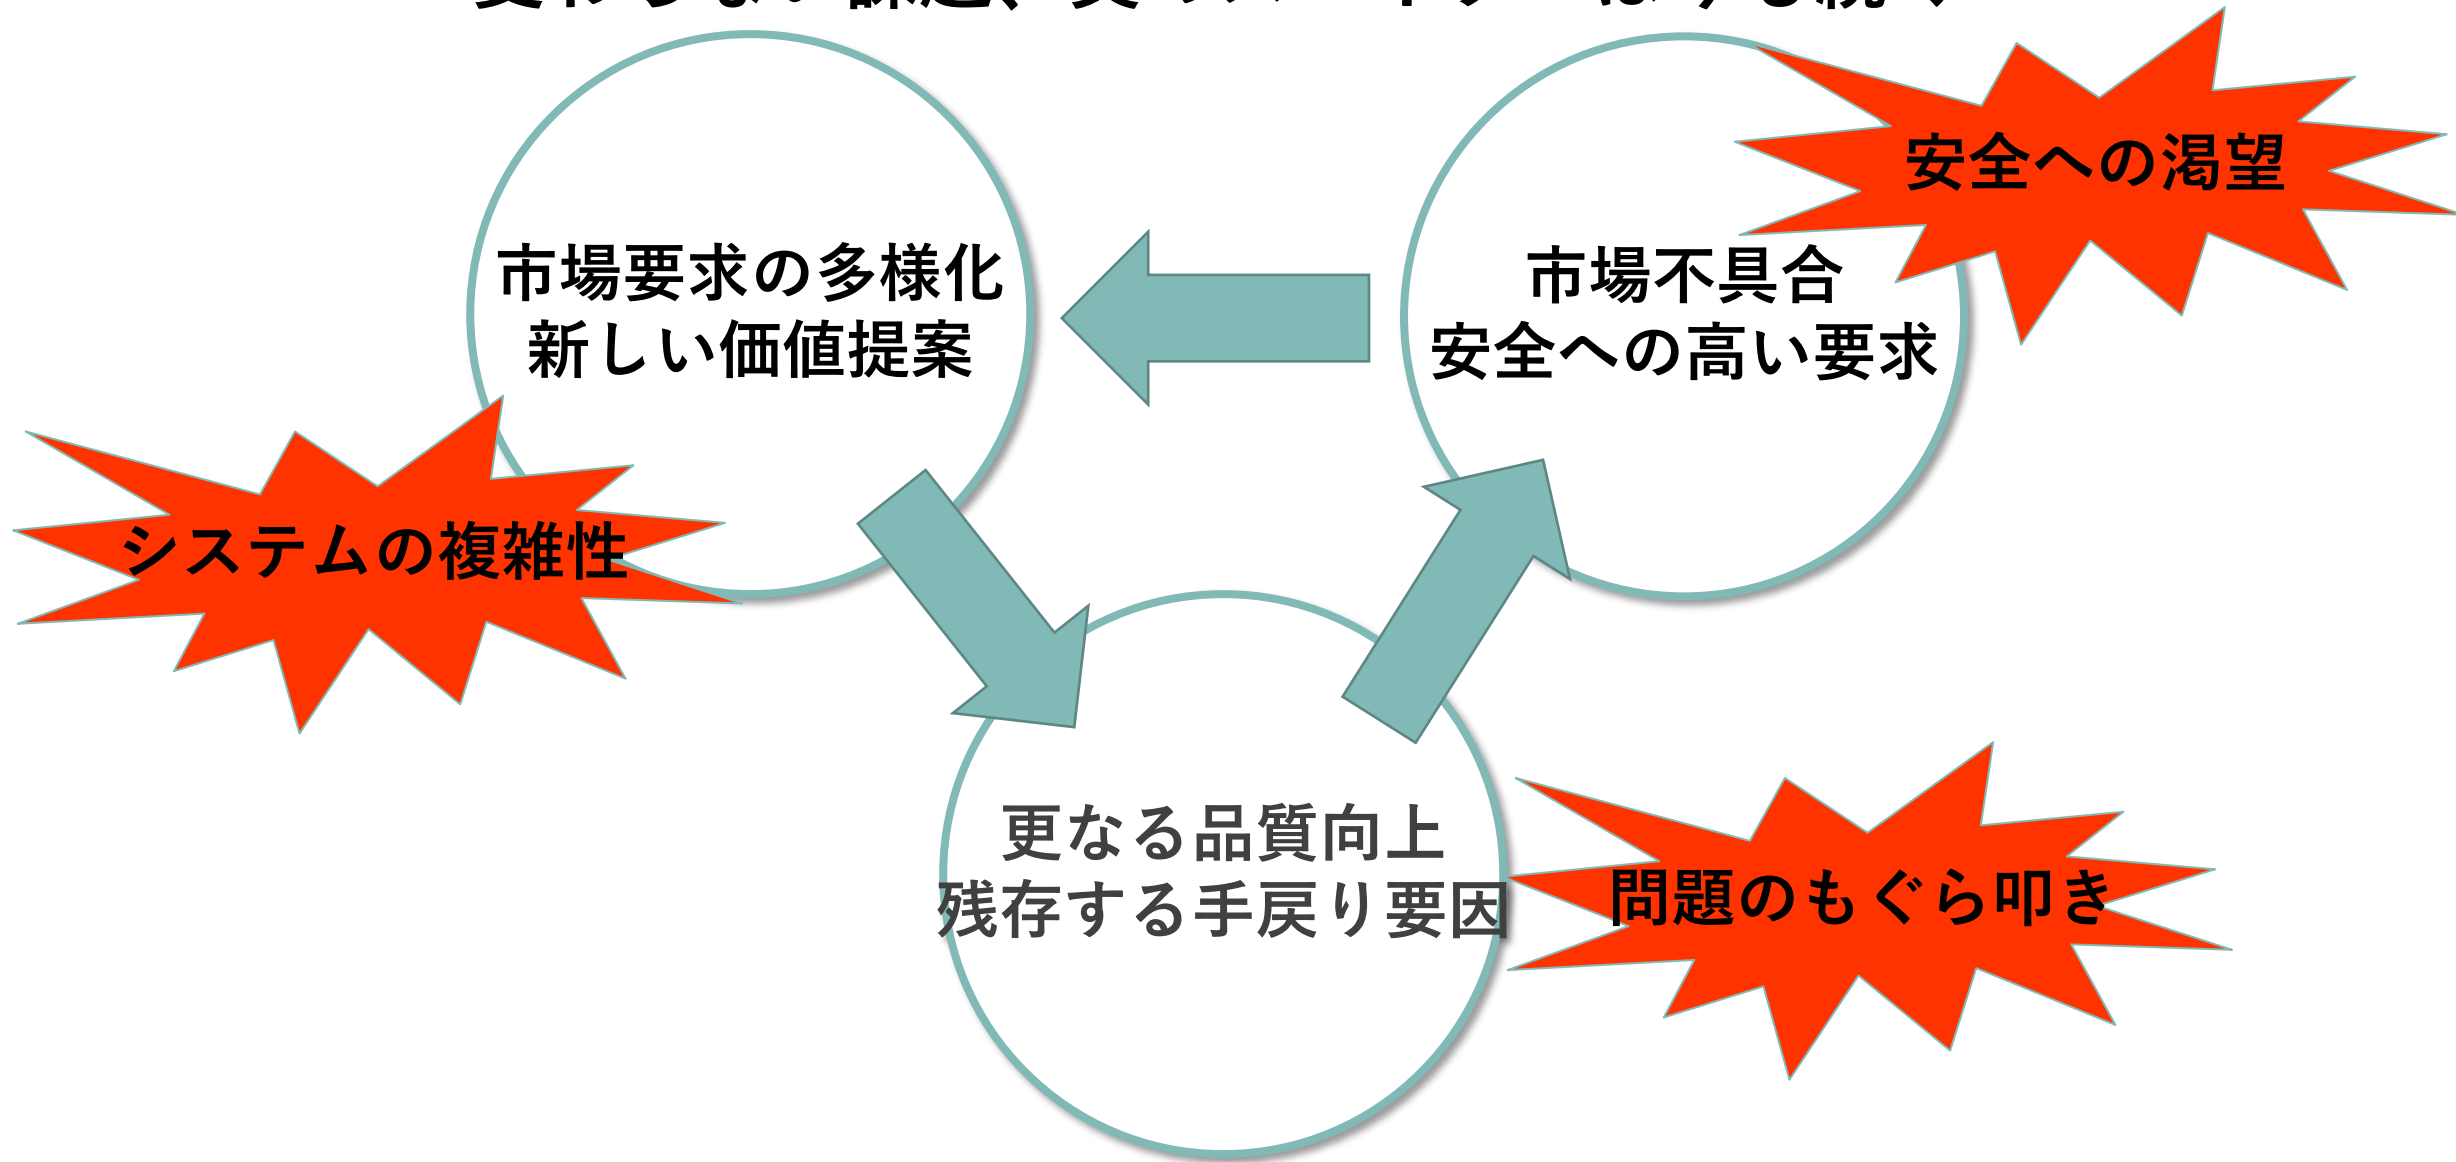 安全への渇望
市場要求の多様化
新しい価値提案
市場不具合
安全への高い要求
システムの複雑性
更なる品質向上
残存する手戻り要因
問題のもぐら叩き